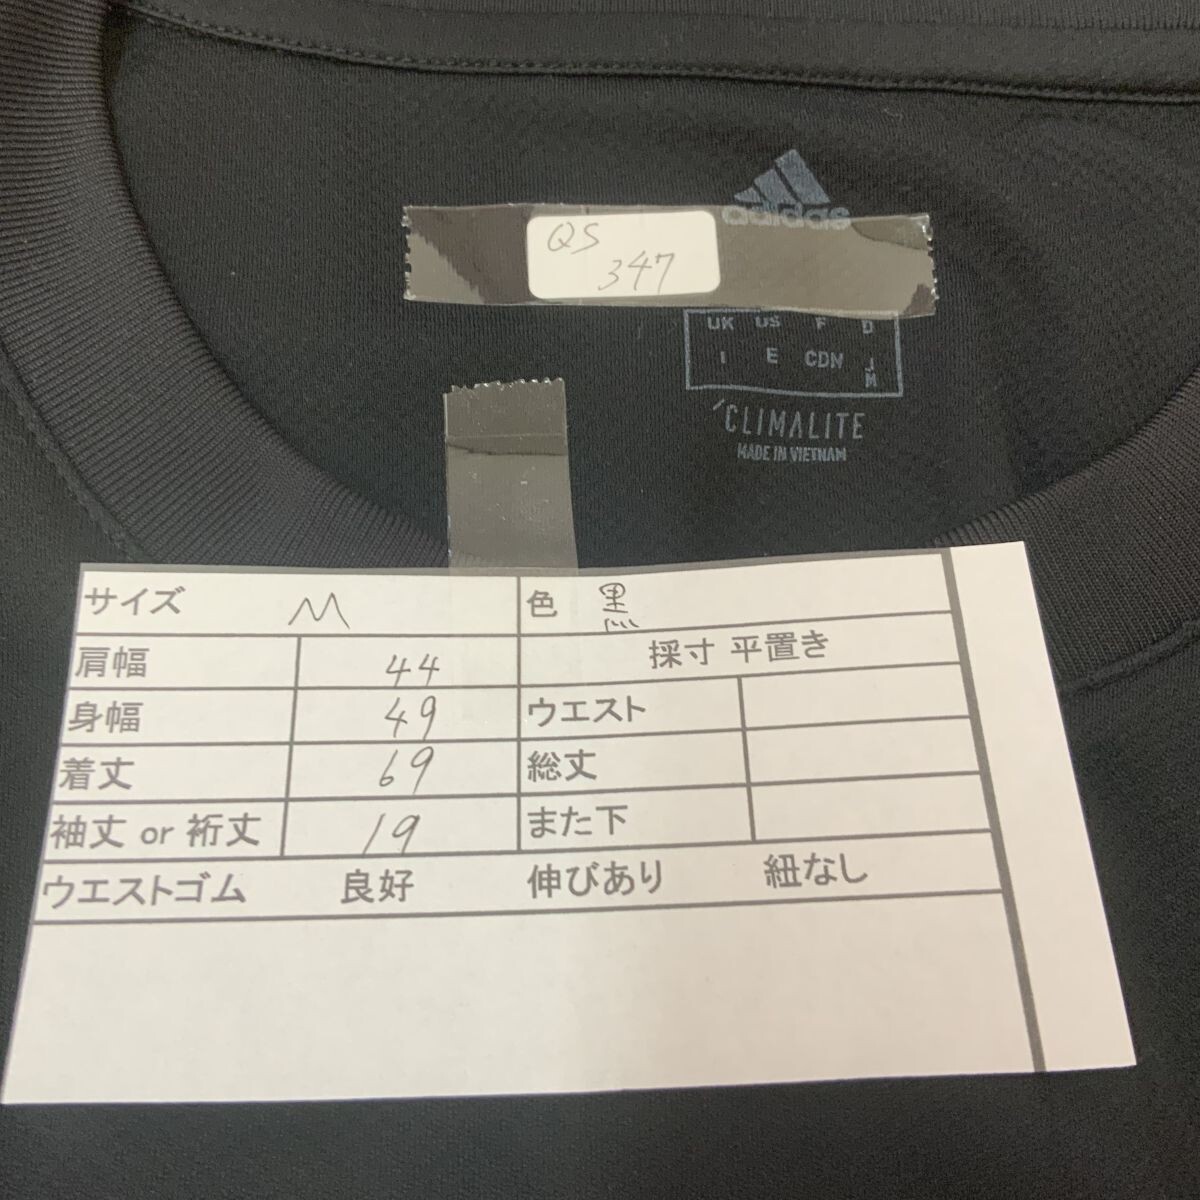 adidas
QS
347
UK US F D
I E CDN J
M
CLIMALITE
MADE IN VIETNAM
サイズ M 色 黒
肩幅 44 採寸 平置き
身幅 49 ウエスト
着丈 69 総丈
袖丈 or 裄丈 19 また下
ウエストゴム 良好 伸びあり 紐なし